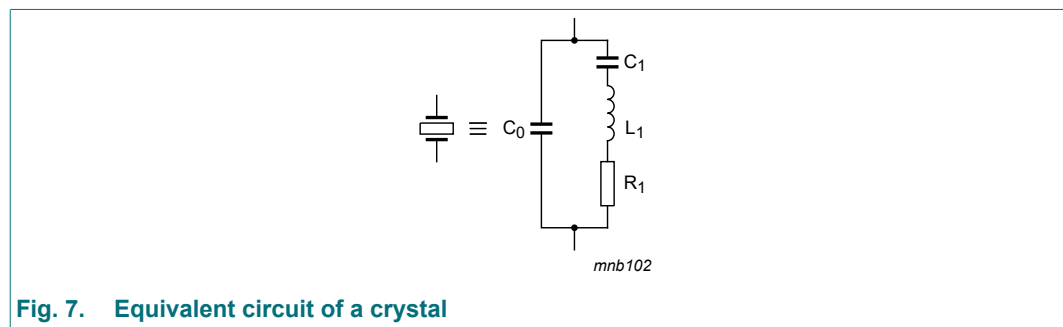 C1
C0
L1
R1
mnb102
Fig. 7. Equivalent circuit of a crystal